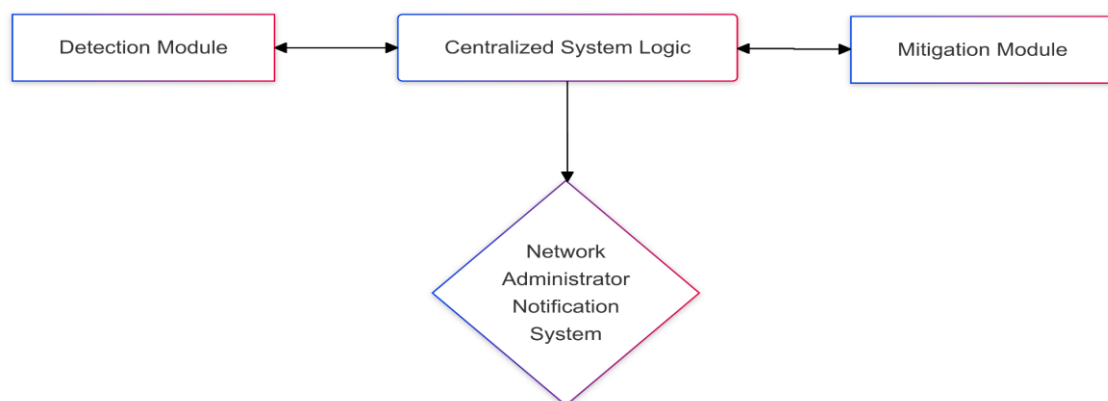 Detection Module
Centralized System Logic
Mitigation Module
Network
Administrator
Notification
System